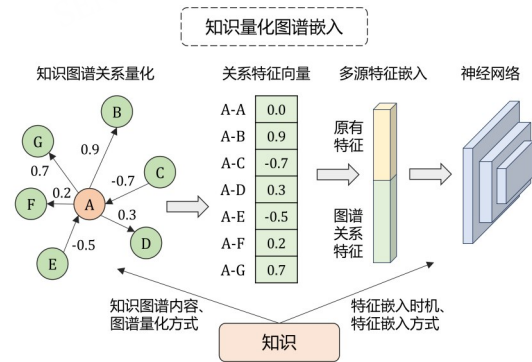 知识量化图谱嵌入
知识图谱关系量化
关系特征向量
多源特征嵌入
神经网络
B
G
C
A
F
D
E
0.9
0.7
-0.7
0.2
0.3
-0.5
A-A 0.0
A-B 0.9
A-C -0.7
A-D 0.3
A-E -0.5
A-F 0.2
A-G 0.7
原有
特征
图谱
关系
特征
知识图谱内容、
图谱量化方式
特征嵌入时机、
特征嵌入方式
知识